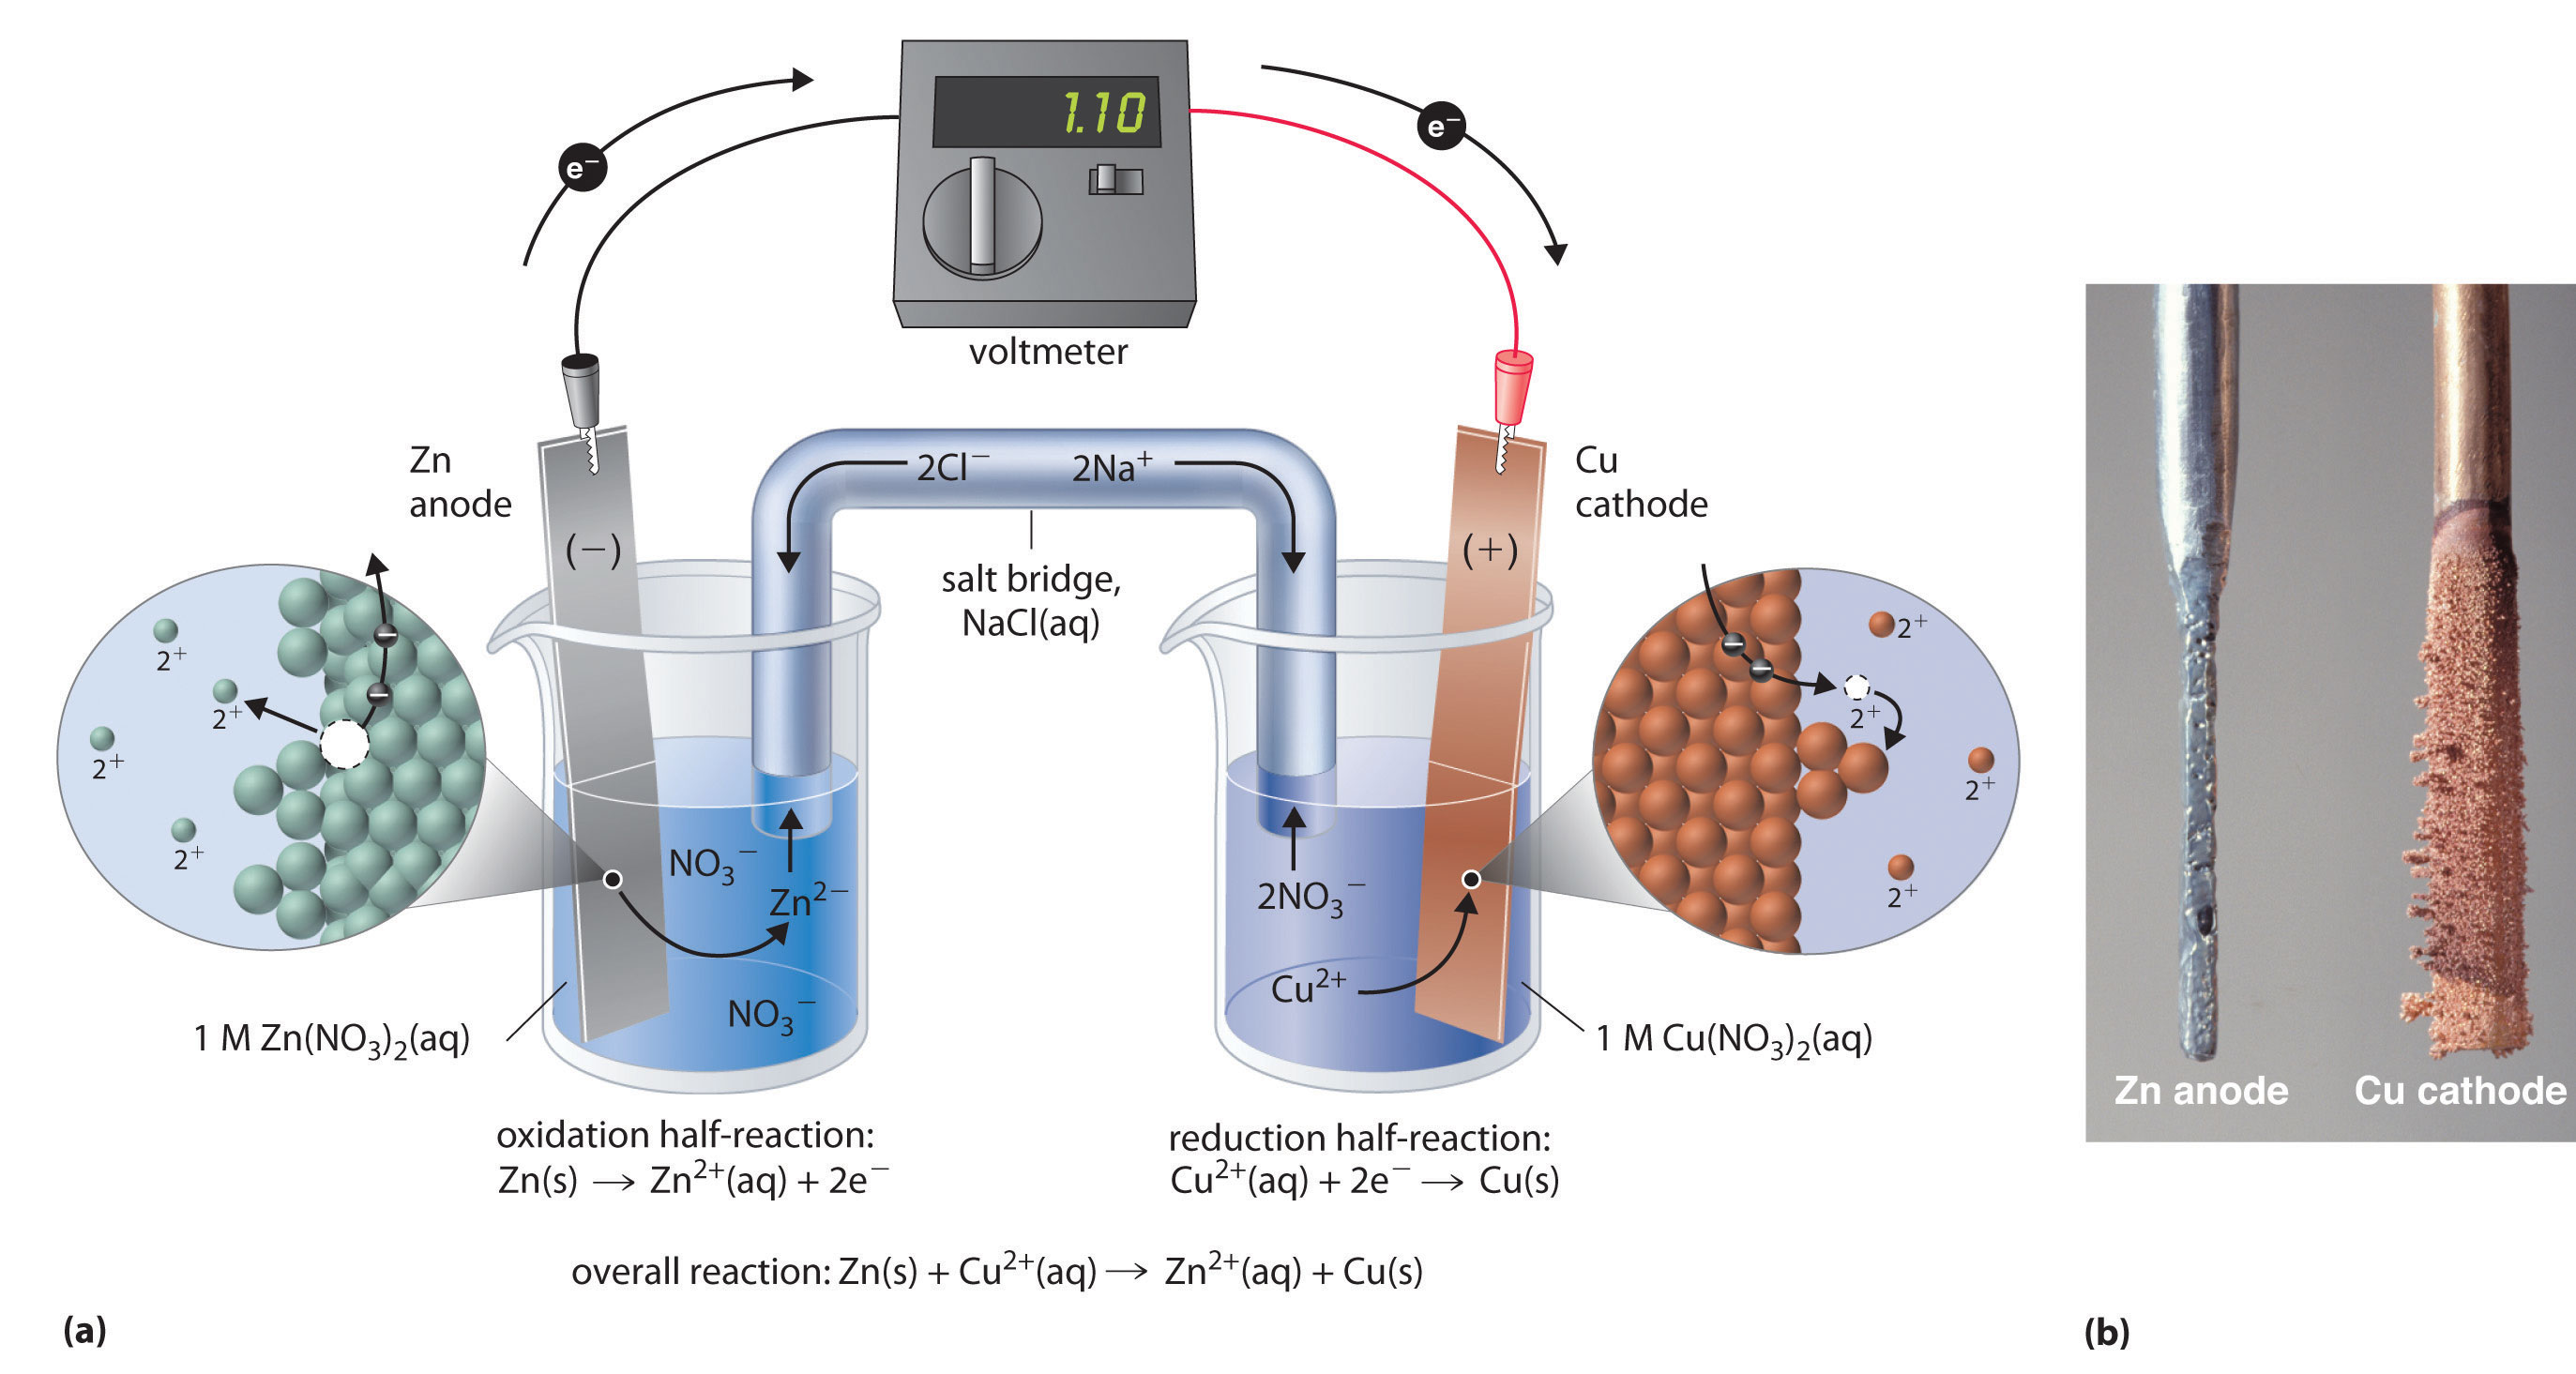 e⁻
1.10
e⁻
voltmeter
Zn
anode
(−)
2Cl⁻
2Na⁺
salt bridge,
NaCl(aq)
(+)
Cu
cathode
2⁺
2⁺
2⁺
2⁺
−
−
NO₃⁻
Zn²⁻
NO₃⁻
1 M Zn(NO₃)₂(aq)
2NO₃⁻
Cu²⁺
1 M Cu(NO₃)₂(aq)
−
−
2⁺
2⁺
2⁺
2⁺
oxidation half-reaction:
Zn(s) → Zn²⁺(aq) + 2e⁻
reduction half-reaction:
Cu²⁺(aq) + 2e⁻ → Cu(s)
overall reaction: Zn(s) + Cu²⁺(aq) → Zn²⁺(aq) + Cu(s)
(a)
Zn anode
Cu cathode
(b)